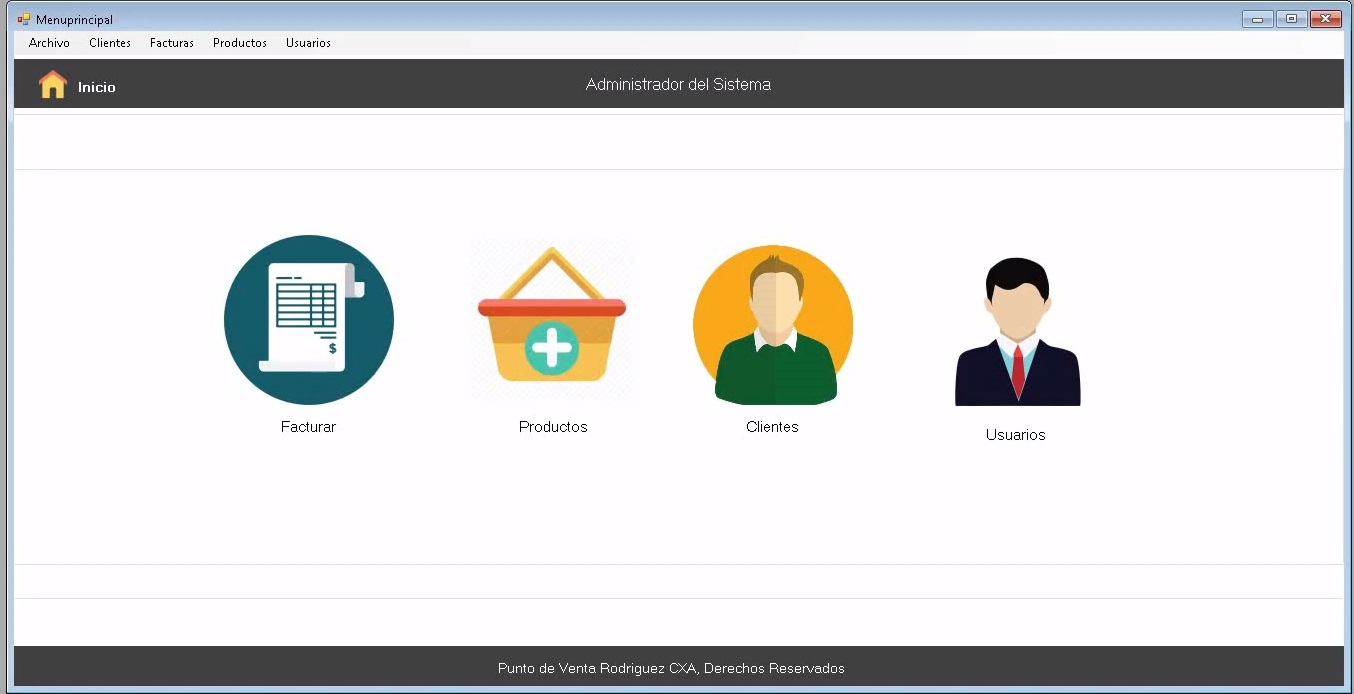 Menuprincipal
Archivo Clientes Facturas Productos Usuarios
Inicio
Administrador del Sistema
$
Facturar
Productos
Clientes
Usuarios
Punto de Venta Rodriguez CXA, Derechos Reservados